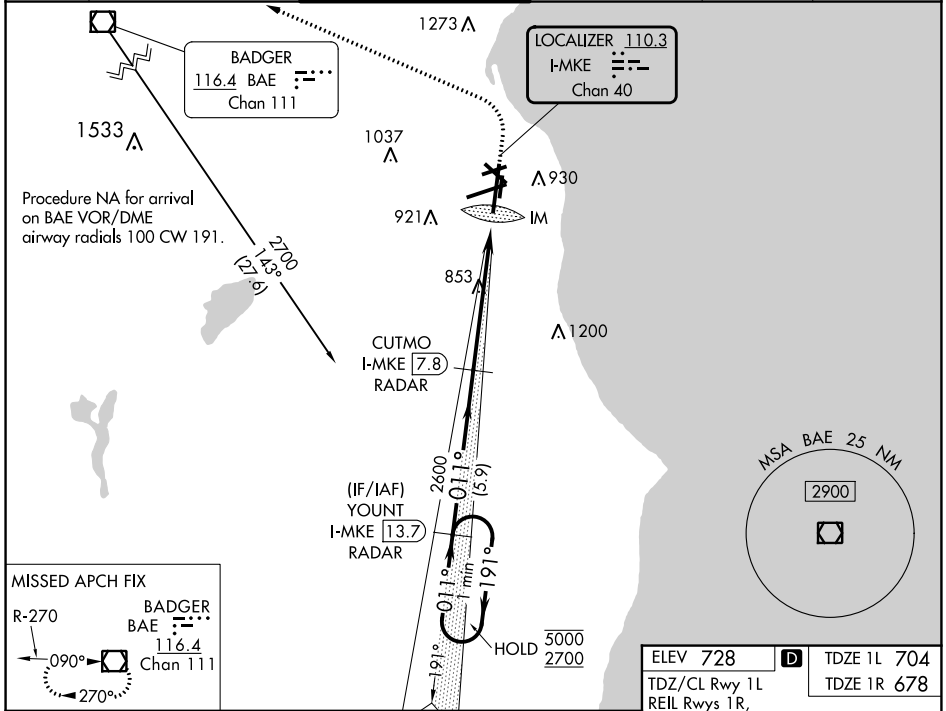 1273
BADGER
116.4 BAE
Chan 111
LOCALIZER 110.3
I-MKE
Chan 40
1533
1037
930
Procedure NA for arrival
on BAE VOR/DME
airway radials 100 CW 191.
921
IM
2700
143°
(27.6)
853
1200
CUTMO
I-MKE 7.8
RADAR
2600
011°
(5.9)
MSA BAE 25 NM
2900
(IF/IAF)
YOUNT
I-MKE 13.7
RADAR
011°
1 min
191°
HOLD 5000
2700
191°
MISSED APCH FIX
R-270
BADGER
BAE
116.4
Chan 111
090°
270°
ELEV 728
D
TDZE 1L 704
TDZE 1R 678
TDZ/CL Rwy 1L
REIL Rwys 1R,